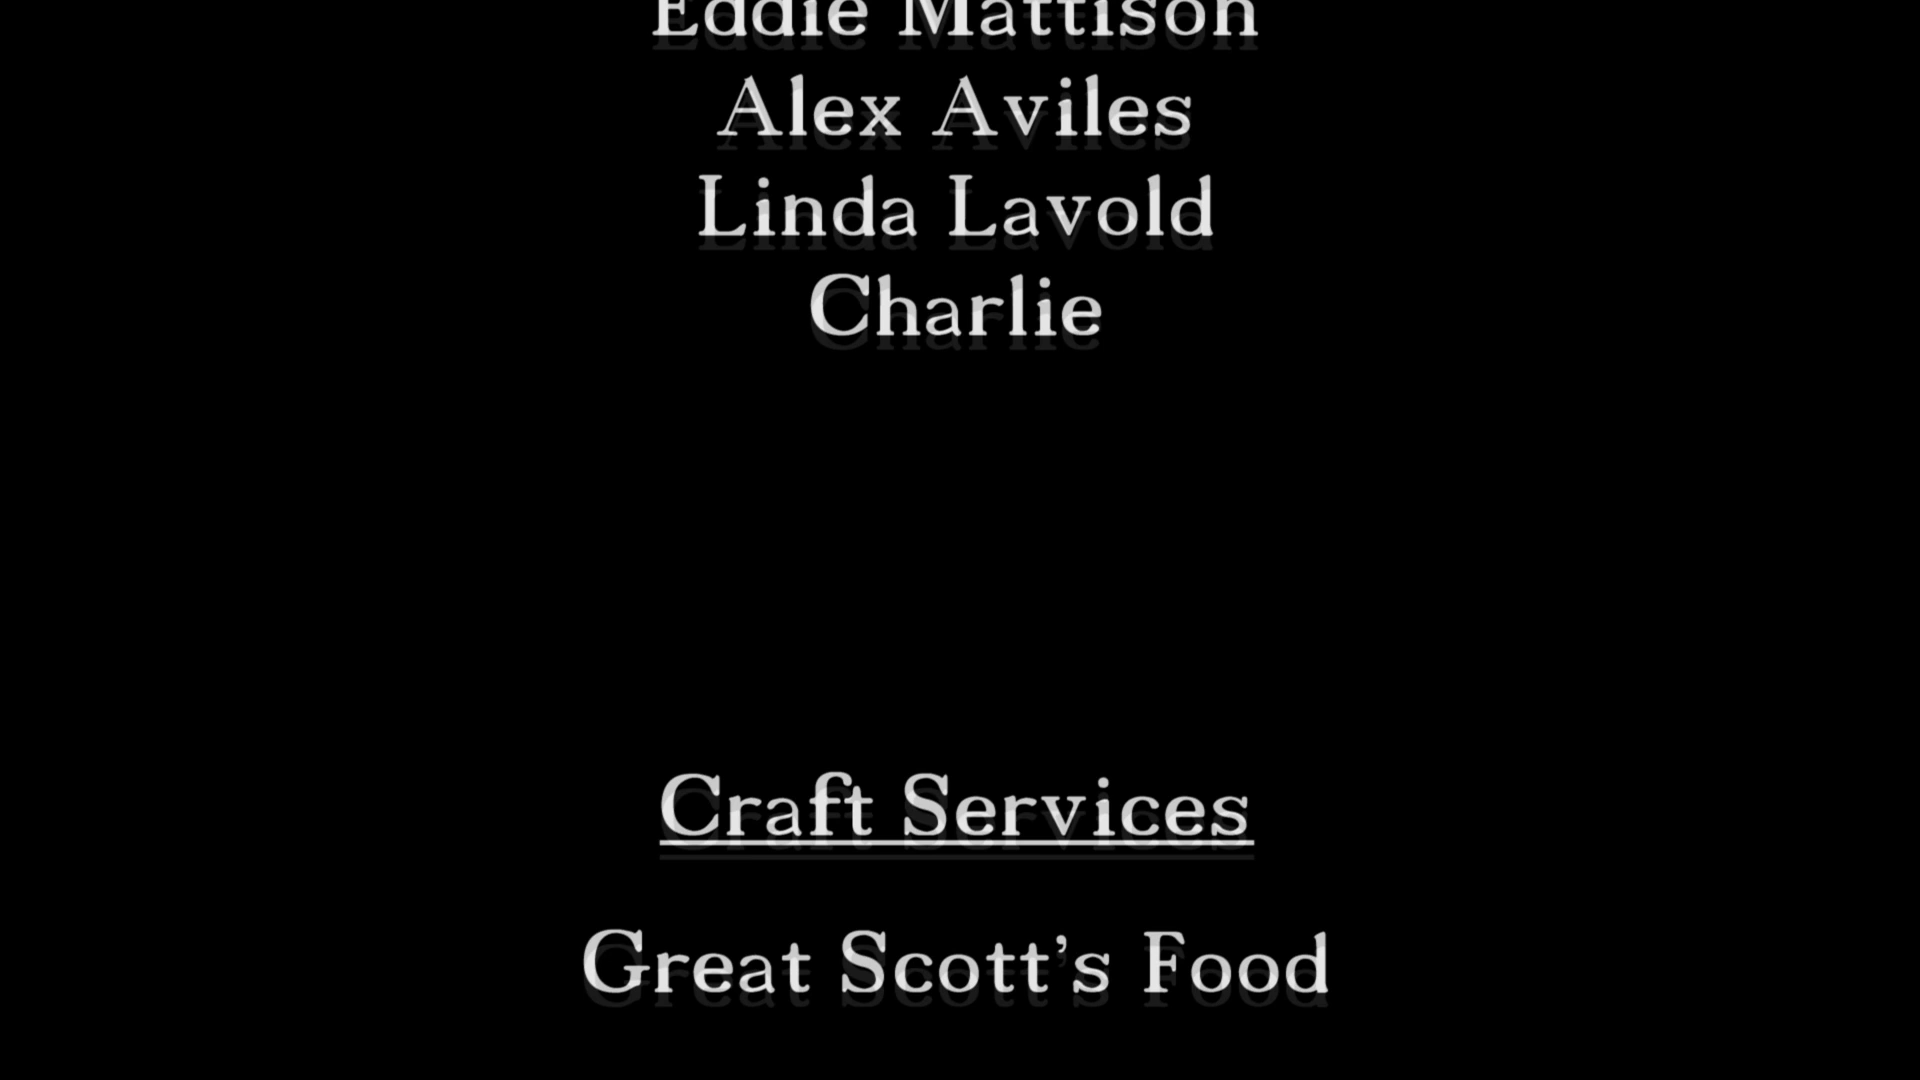 Eddie Mattison
Alex Aviles
Linda Lavold
Charlie
Craft Services
Great Scott's Food